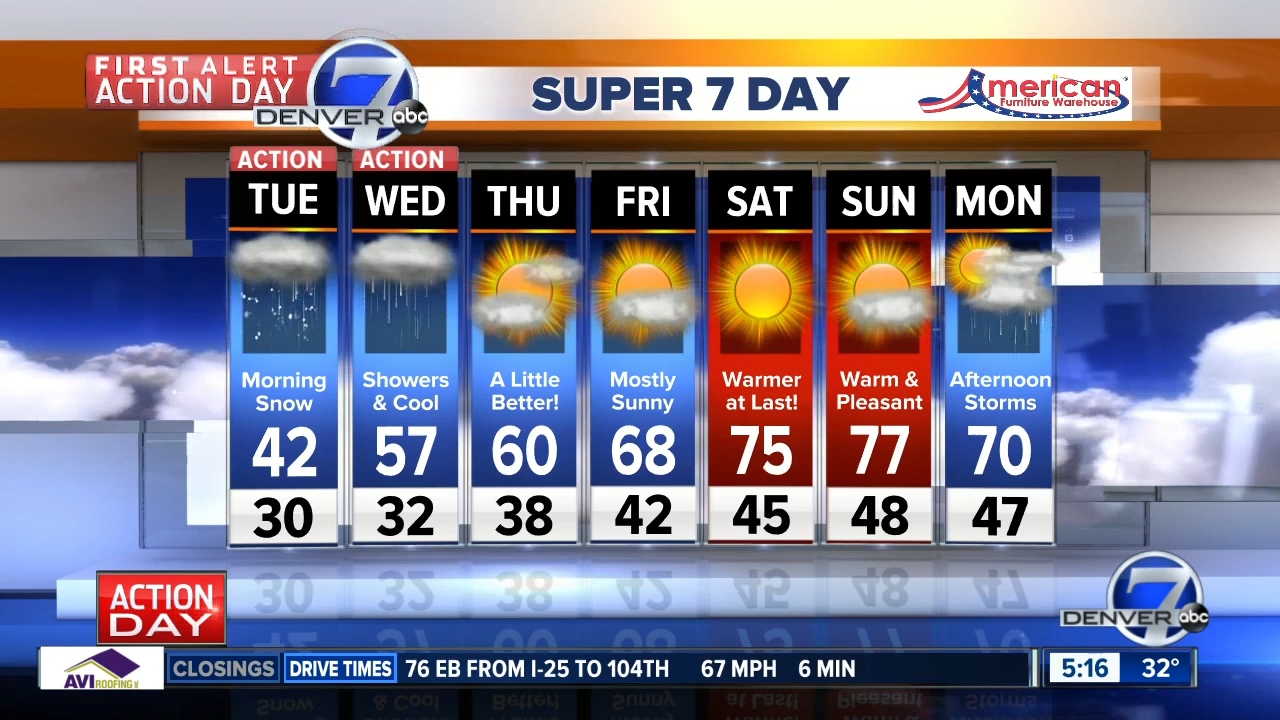 FIRST ALERT
ACTION DAY
7
DENVER abc
SUPER 7 DAY
American
Furniture Warehouse
ACTION ACTION
TUE WED THU FRI SAT SUN MON
Morning Snow
Showers & Cool
A Little Better!
Mostly Sunny
Warmer at Last!
Warm & Pleasant
Afternoon Storms
42 57 60 68 75 77 70
30 32 38 42 45 48 47
ACTION
DAY
7
DENVER abc
AVI ROOFING
CLOSINGS DRIVE TIMES 76 EB FROM I-25 TO 104TH 67 MPH 6 MIN 5:16 32°